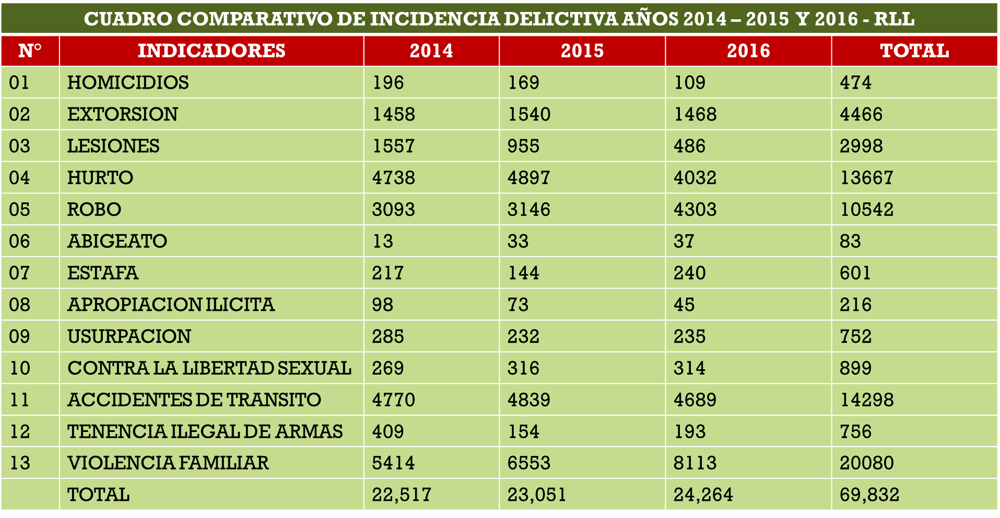 CUADRO COMPARATIVO DE INCIDENCIA DELICTIVA AÑOS 2014 – 2015 Y 2016 - RLL
N° INDICADORES 2014 2015 2016 TOTAL
01 HOMICIDIOS 196 169 109 474
02 EXTORSION 1458 1540 1468 4466
03 LESIONES 1557 955 486 2998
04 HURTO 4738 4897 4032 13667
05 ROBO 3093 3146 4303 10542
06 ABIGEATO 13 33 37 83
07 ESTAFA 217 144 240 601
08 APROPIACION ILICITA 98 73 45 216
09 USURPACION 285 232 235 752
10 CONTRA LA LIBERTAD SEXUAL 269 316 314 899
11 ACCIDENTES DE TRANSITO 4770 4839 4689 14298
12 TENENCIA ILEGAL DE ARMAS 409 154 193 756
13 VIOLENCIA FAMILIAR 5414 6553 8113 20080
TOTAL 22,517 23,051 24,264 69,832